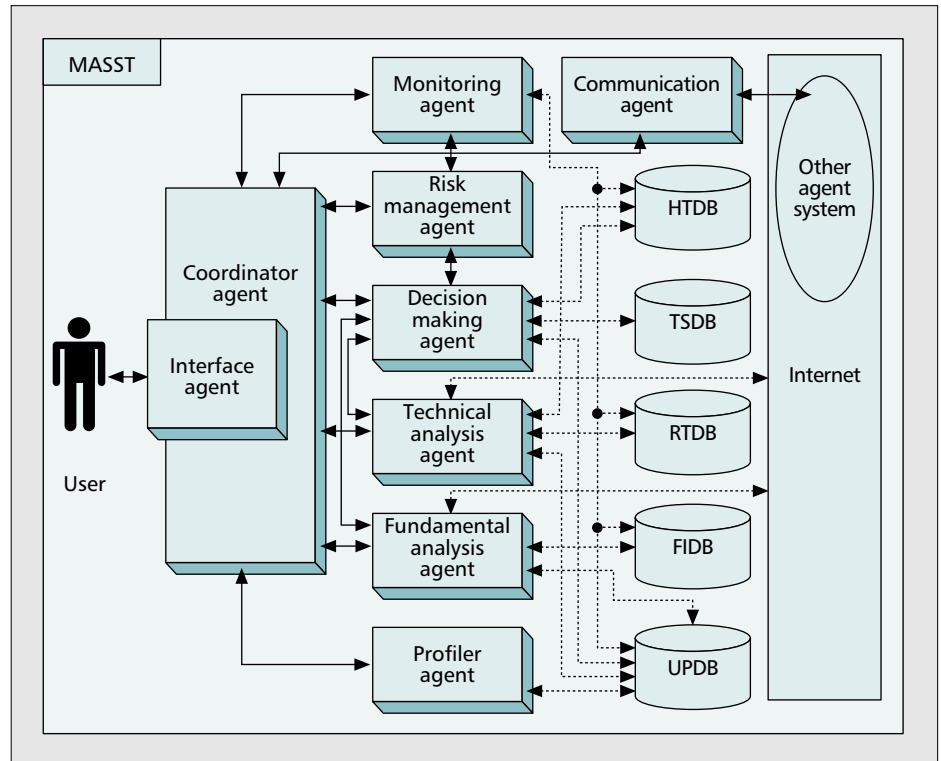 MASST
Monitoring
agent
Communication
agent
Other
agent
system
Risk
management
agent
HTDB
Coordinator
agent
Decision
making
agent
TSDB
Interface
agent
Internet
Technical
analysis
agent
RTDB
User
Fundamental
analysis
agent
FIDB
Profiler
agent
UPDB